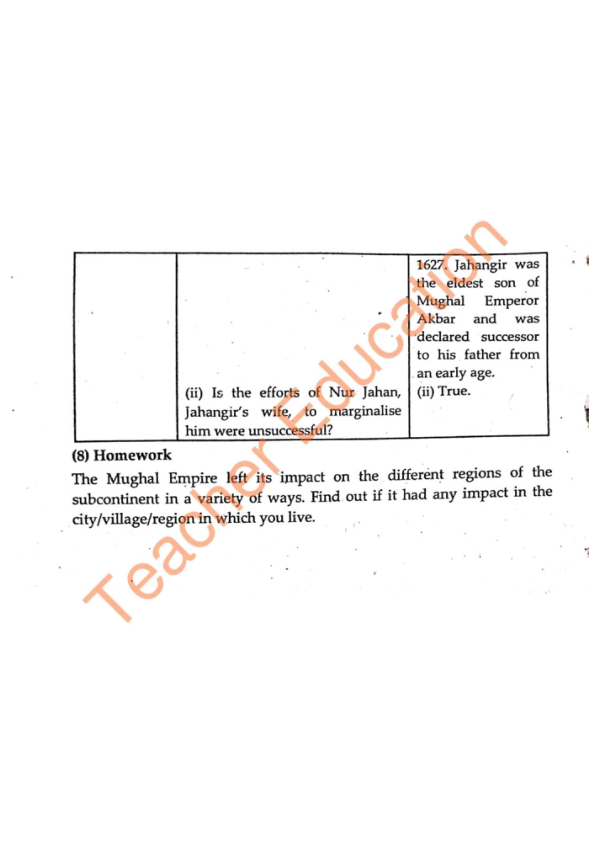 1627. Jahangir was
the eldest son of
Mughal Emperor
Akbar and was
declared successor
to his father from
an early age.
(ii) Is the efforts of Nur Jahan,
Jahangir's wife, to marginalise
him were unsuccessful?
(ii) True.
(8) Homework
The Mughal Empire left its impact on the different regions of the
subcontinent in a variety of ways. Find out if it had any impact in the
city/village/region in which you live.
Teacher Education